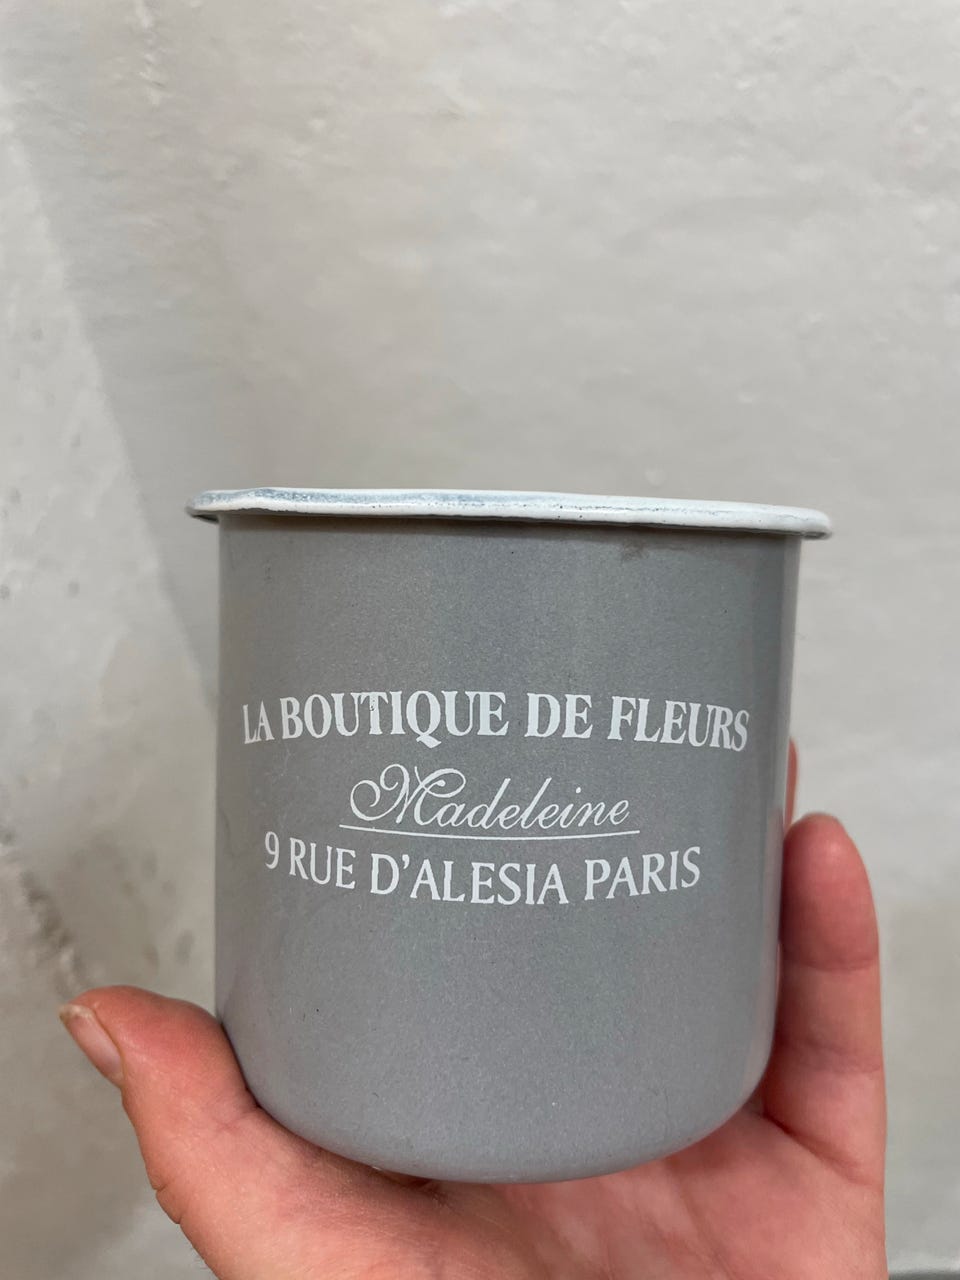 LA BOUTIQUE DE FLEURS
Madeleine
9 RUE D'ALESIA PARIS